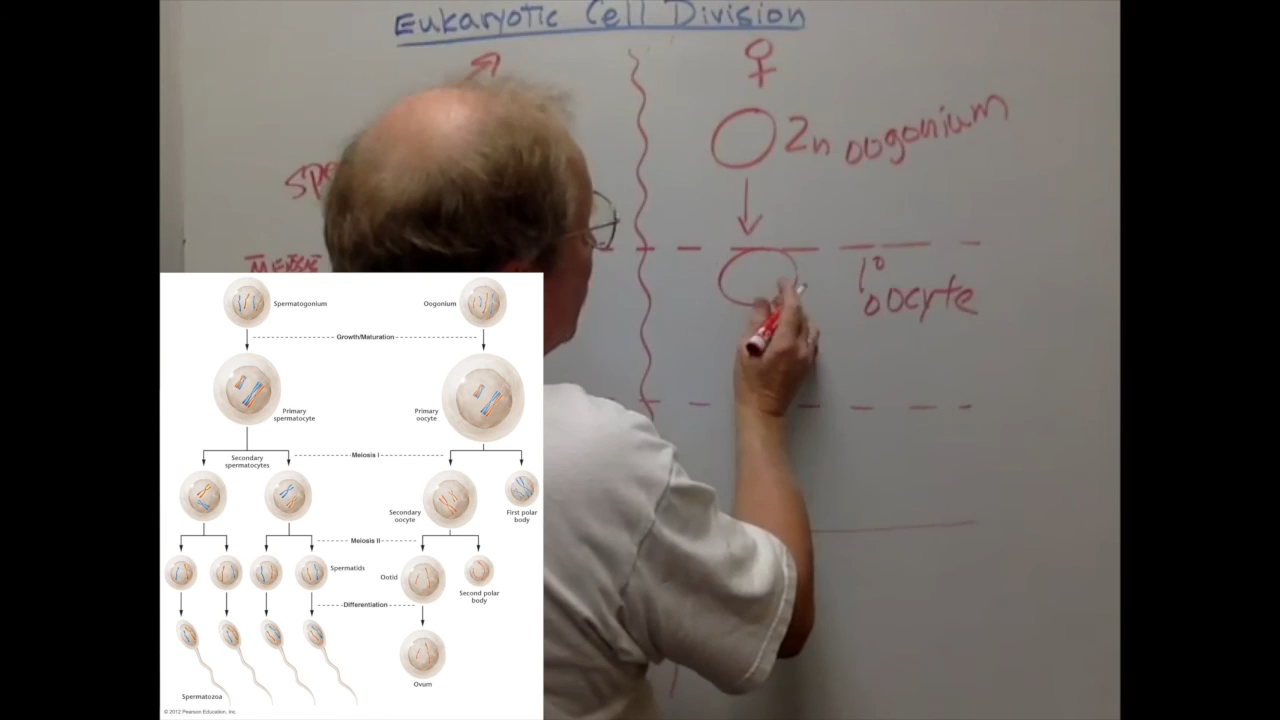 Eukaryotic Cell Division
♂
♀
2n oogonium
1° oocyte
Spermatogonium
Oogonium
Growth/Maturation
Primary
spermatocyte
Primary
oocyte
Secondary
spermatocytes
Meiosis I
Secondary
oocyte
First polar
body
Meiosis II
Spermatids
Ootid
Second polar
body
Differentiation
Ovum
Spermatozoa
© 2012 Pearson Education, Inc.